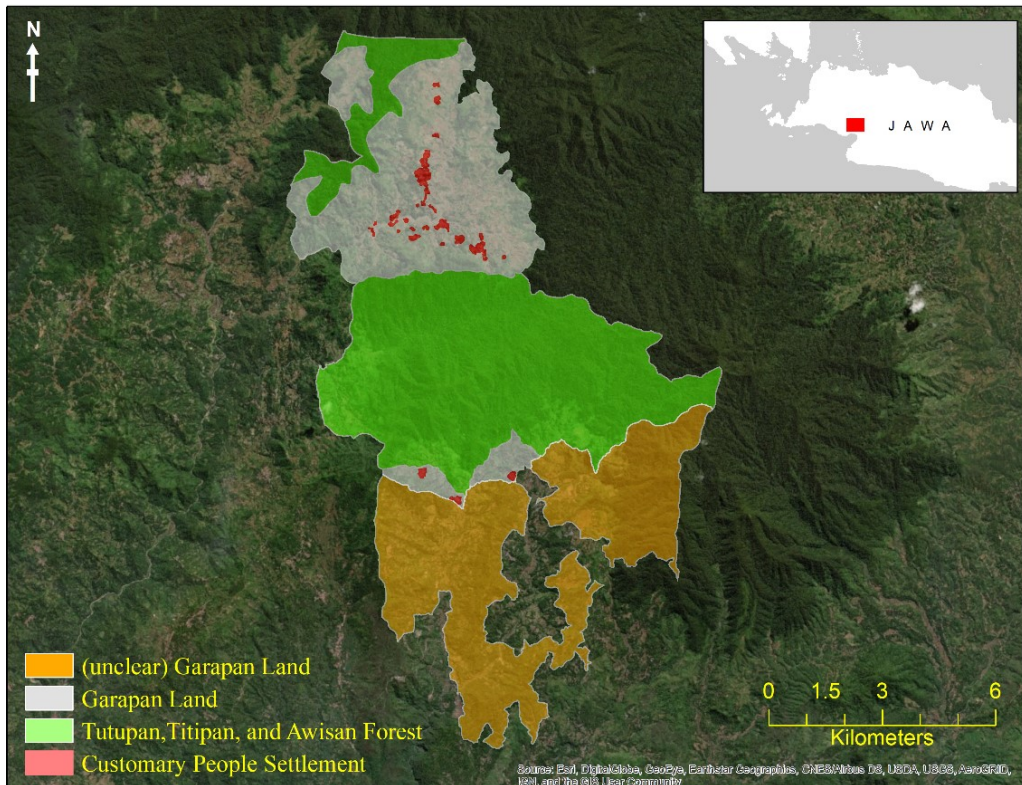 N
J A W A
(unclear) Garapan Land
Garapan Land
Tutupan,Titipan, and Awisan Forest
Customary People Settlement
0 1.5 3 6
Kilometers
Source: Esri, DigitalGlobe, GeoEye, Earthstar Geographics, CNES/Airbus DS, USDA, USGS, AeroGRID,
IGN, and the GIS User Community